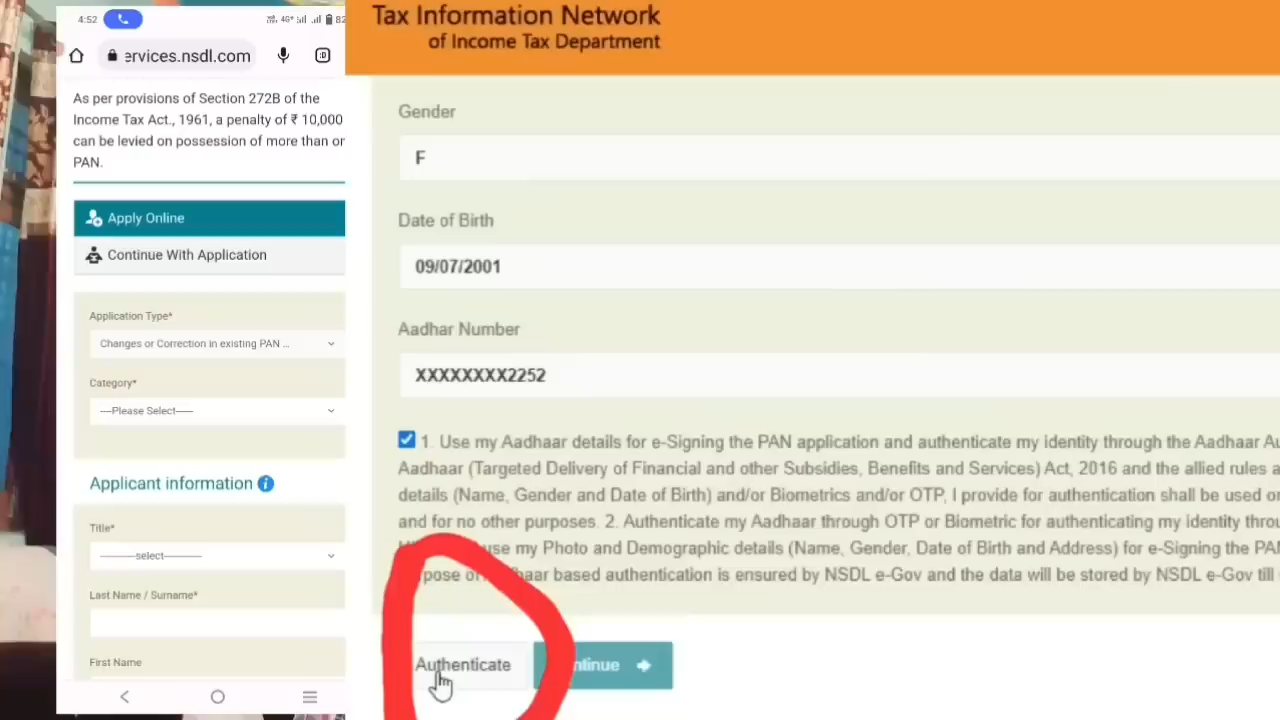 4:52
4G+
82
ervices.nsdl.com
:D
As per provisions of Section 272B of the
Income Tax Act., 1961, a penalty of ₹ 10,000
can be levied on possession of more than
PAN.
Apply Online
Continue With Application
Application Type*
Changes or Correction in existing PAN ...
Category*
----Please Select-----
Applicant information i
Title*
----------select----------
Last Name / Surname*
First Name
Tax Information Network
of Income Tax Department
Gender
F
Date of Birth
09/07/2001
Aadhar Number
XXXXXXXX2252
1. Use my Aadhaar details for e-Signing the PAN application and authenticate my identity through the Aadhaar
Aadhaar (Targeted Delivery of Financial and other Subsidies, Benefits and Services) Act, 2016 and the allied rules
details (Name, Gender and Date of Birth) and/or Biometrics and/or OTP, I provide for authentication shall be used
and for no other purposes. 2. Authenticate my Aadhaar through OTP or Biometric for authenticating my identity
use my Photo and Demographic details (Name, Gender, Date of Birth and Address) for e-Signing the
of based authentication is ensured by NSDL e-Gov and the data will be stored by NSDL e-Gov till
Authenticate
ntinue